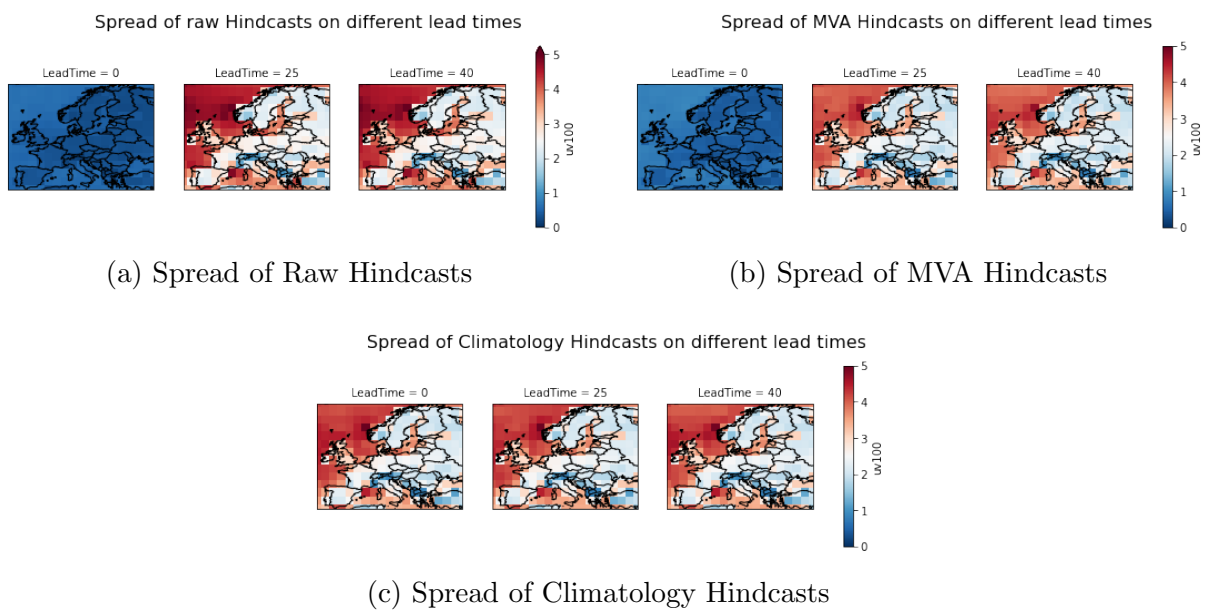 Spread of raw Hindcasts on different lead times
LeadTime = 0
LeadTime = 25
LeadTime = 40
5
4
3
2
1
0
uv100
(a) Spread of Raw Hindcasts
Spread of MVA Hindcasts on different lead times
LeadTime = 0
LeadTime = 25
LeadTime = 40
5
4
3
2
1
0
uv100
(b) Spread of MVA Hindcasts
Spread of Climatology Hindcasts on different lead times
LeadTime = 0
LeadTime = 25
LeadTime = 40
5
4
3
2
1
0
uv100
(c) Spread of Climatology Hindcasts